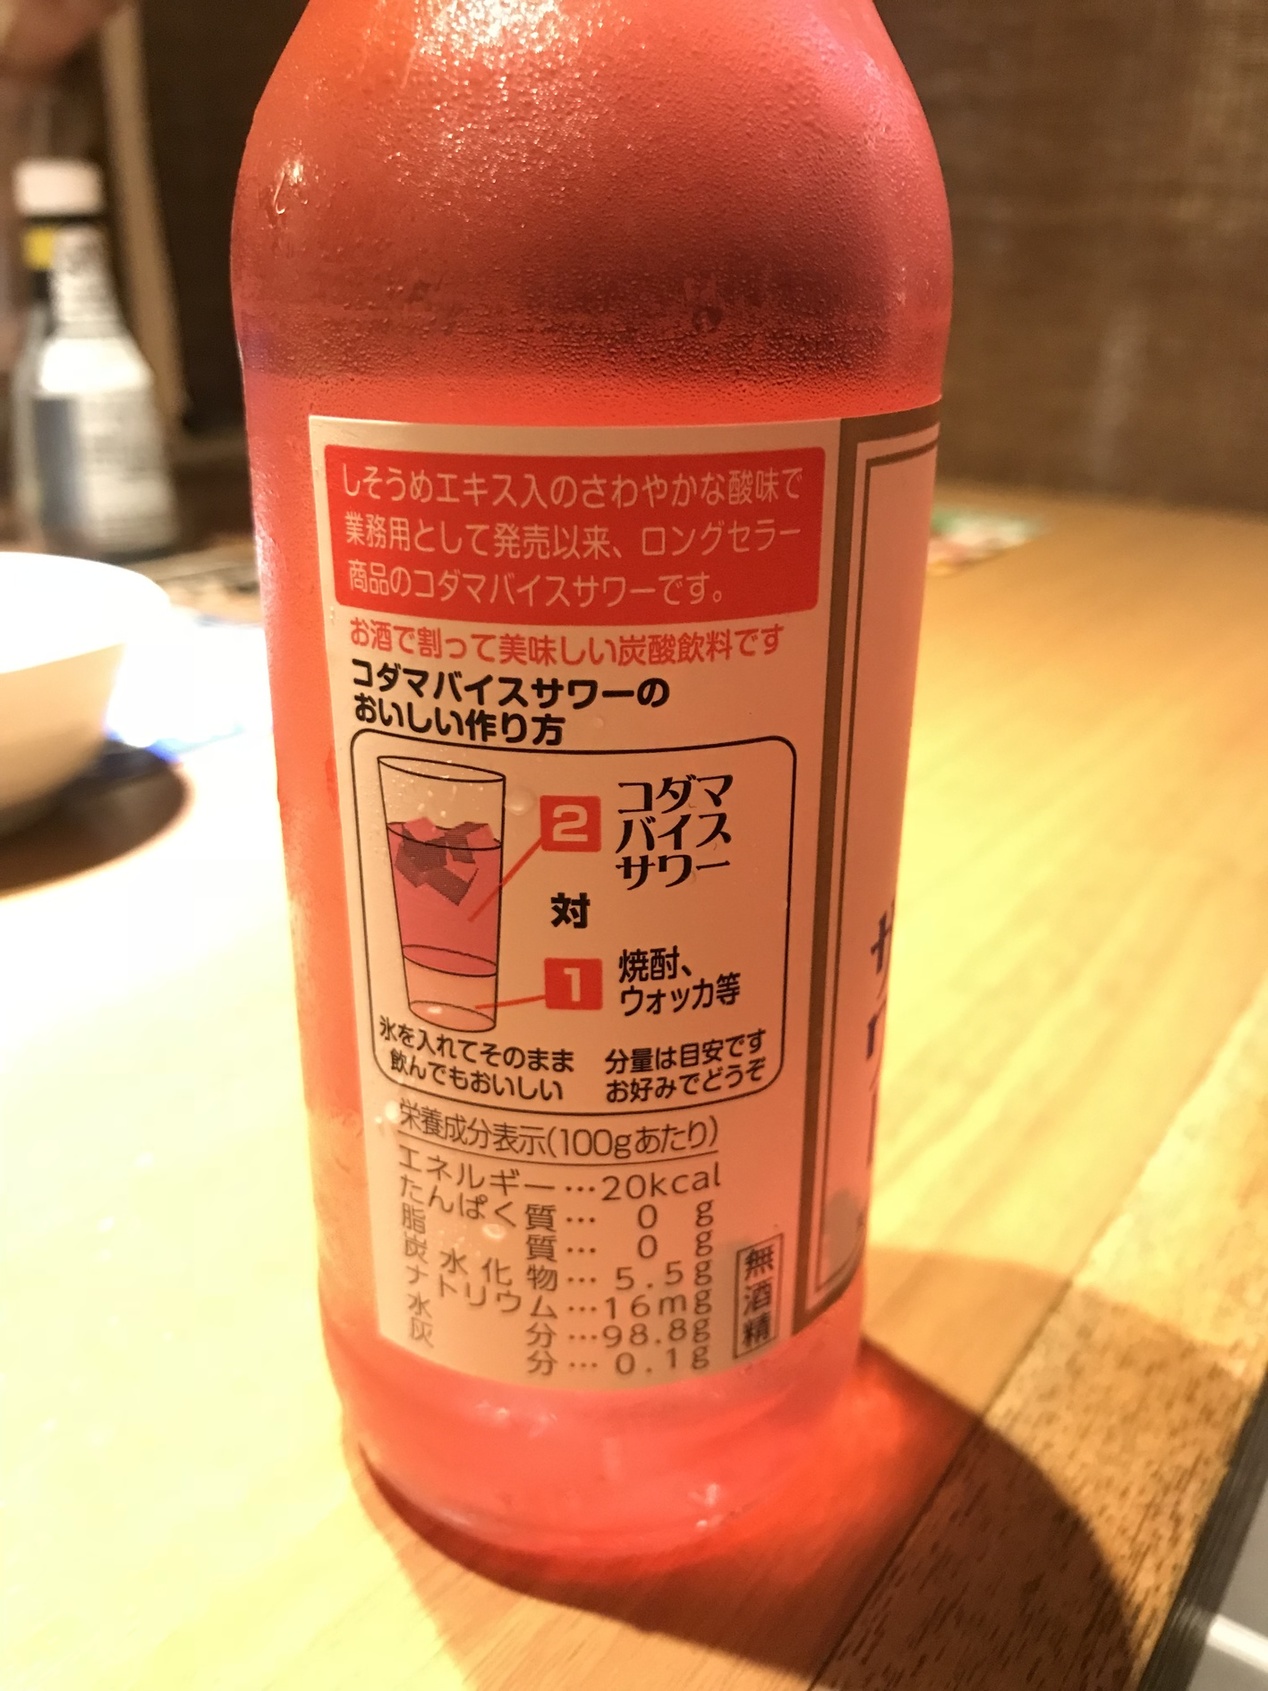 しそうめエキス入のさわやかな酸味で
業務用として発売以来、ロングセラー
商品のコダマバイスサワーです。
お酒で割って美味しい炭酸飲料です
コダマバイスサワーの
おいしい作り方
2
コダマ
バイス
サワー
対
1
焼酎、
ウォッカ等
氷を入れてそのまま
飲んでもおいしい
分量は目安です
お好みでどうぞ
栄養成分表示(100gあたり)
エネルギー…20kcal
たんぱく質… 0 g
脂質… 0 g
炭水化物… 5.5g
ナトリウム…16mg
水分…98.8g
灰分… 0.1g
無酒精
サワー